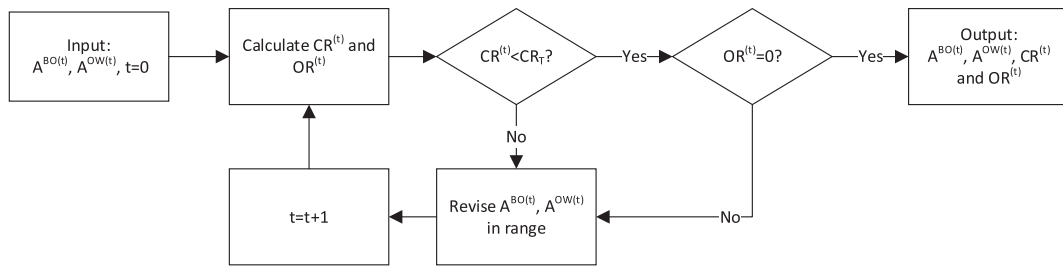 Input:
A^BO(t), A^OW(t), t=0
Calculate CR^(t) and
OR^(t)
CR^(t)<CR_T?
Yes
OR^(t)=0?
Yes
Output:
A^BO(t), A^OW(t), CR^(t)
and OR^(t)
No
t=t+1
Revise A^BO(t), A^OW(t)
in range
No